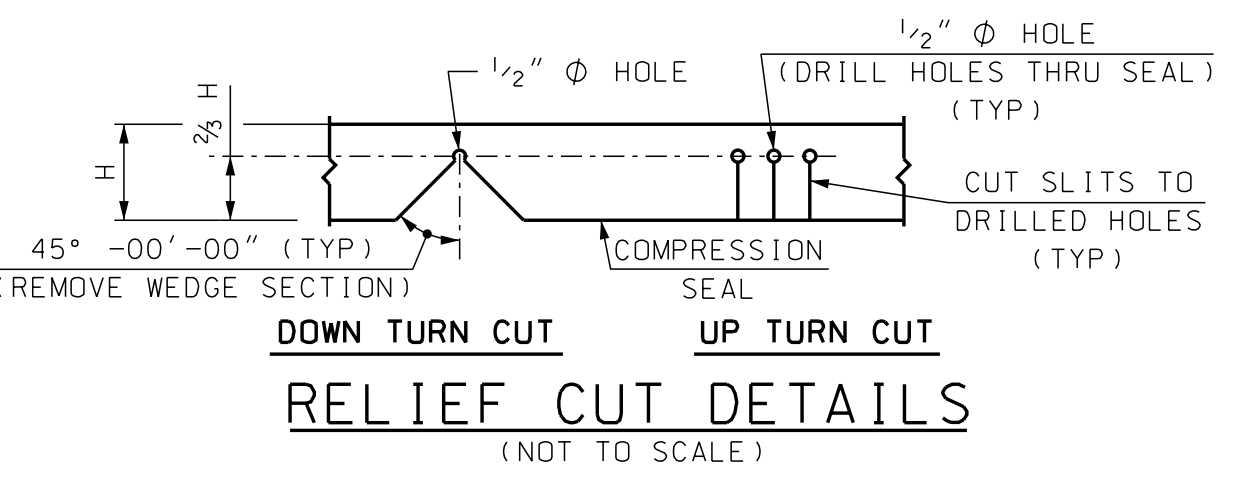 1/2" Ø HOLE
(DRILL HOLES THRU SEAL)
(TYP)
1/2" Ø HOLE
H
2/3 H
CUT SLITS TO
DRILLED HOLES
(TYP)
45° -00'-00" (TYP)
(REMOVE WEDGE SECTION)
COMPRESSION
SEAL
DOWN TURN CUT
UP TURN CUT
RELIEF CUT DETAILS
(NOT TO SCALE)